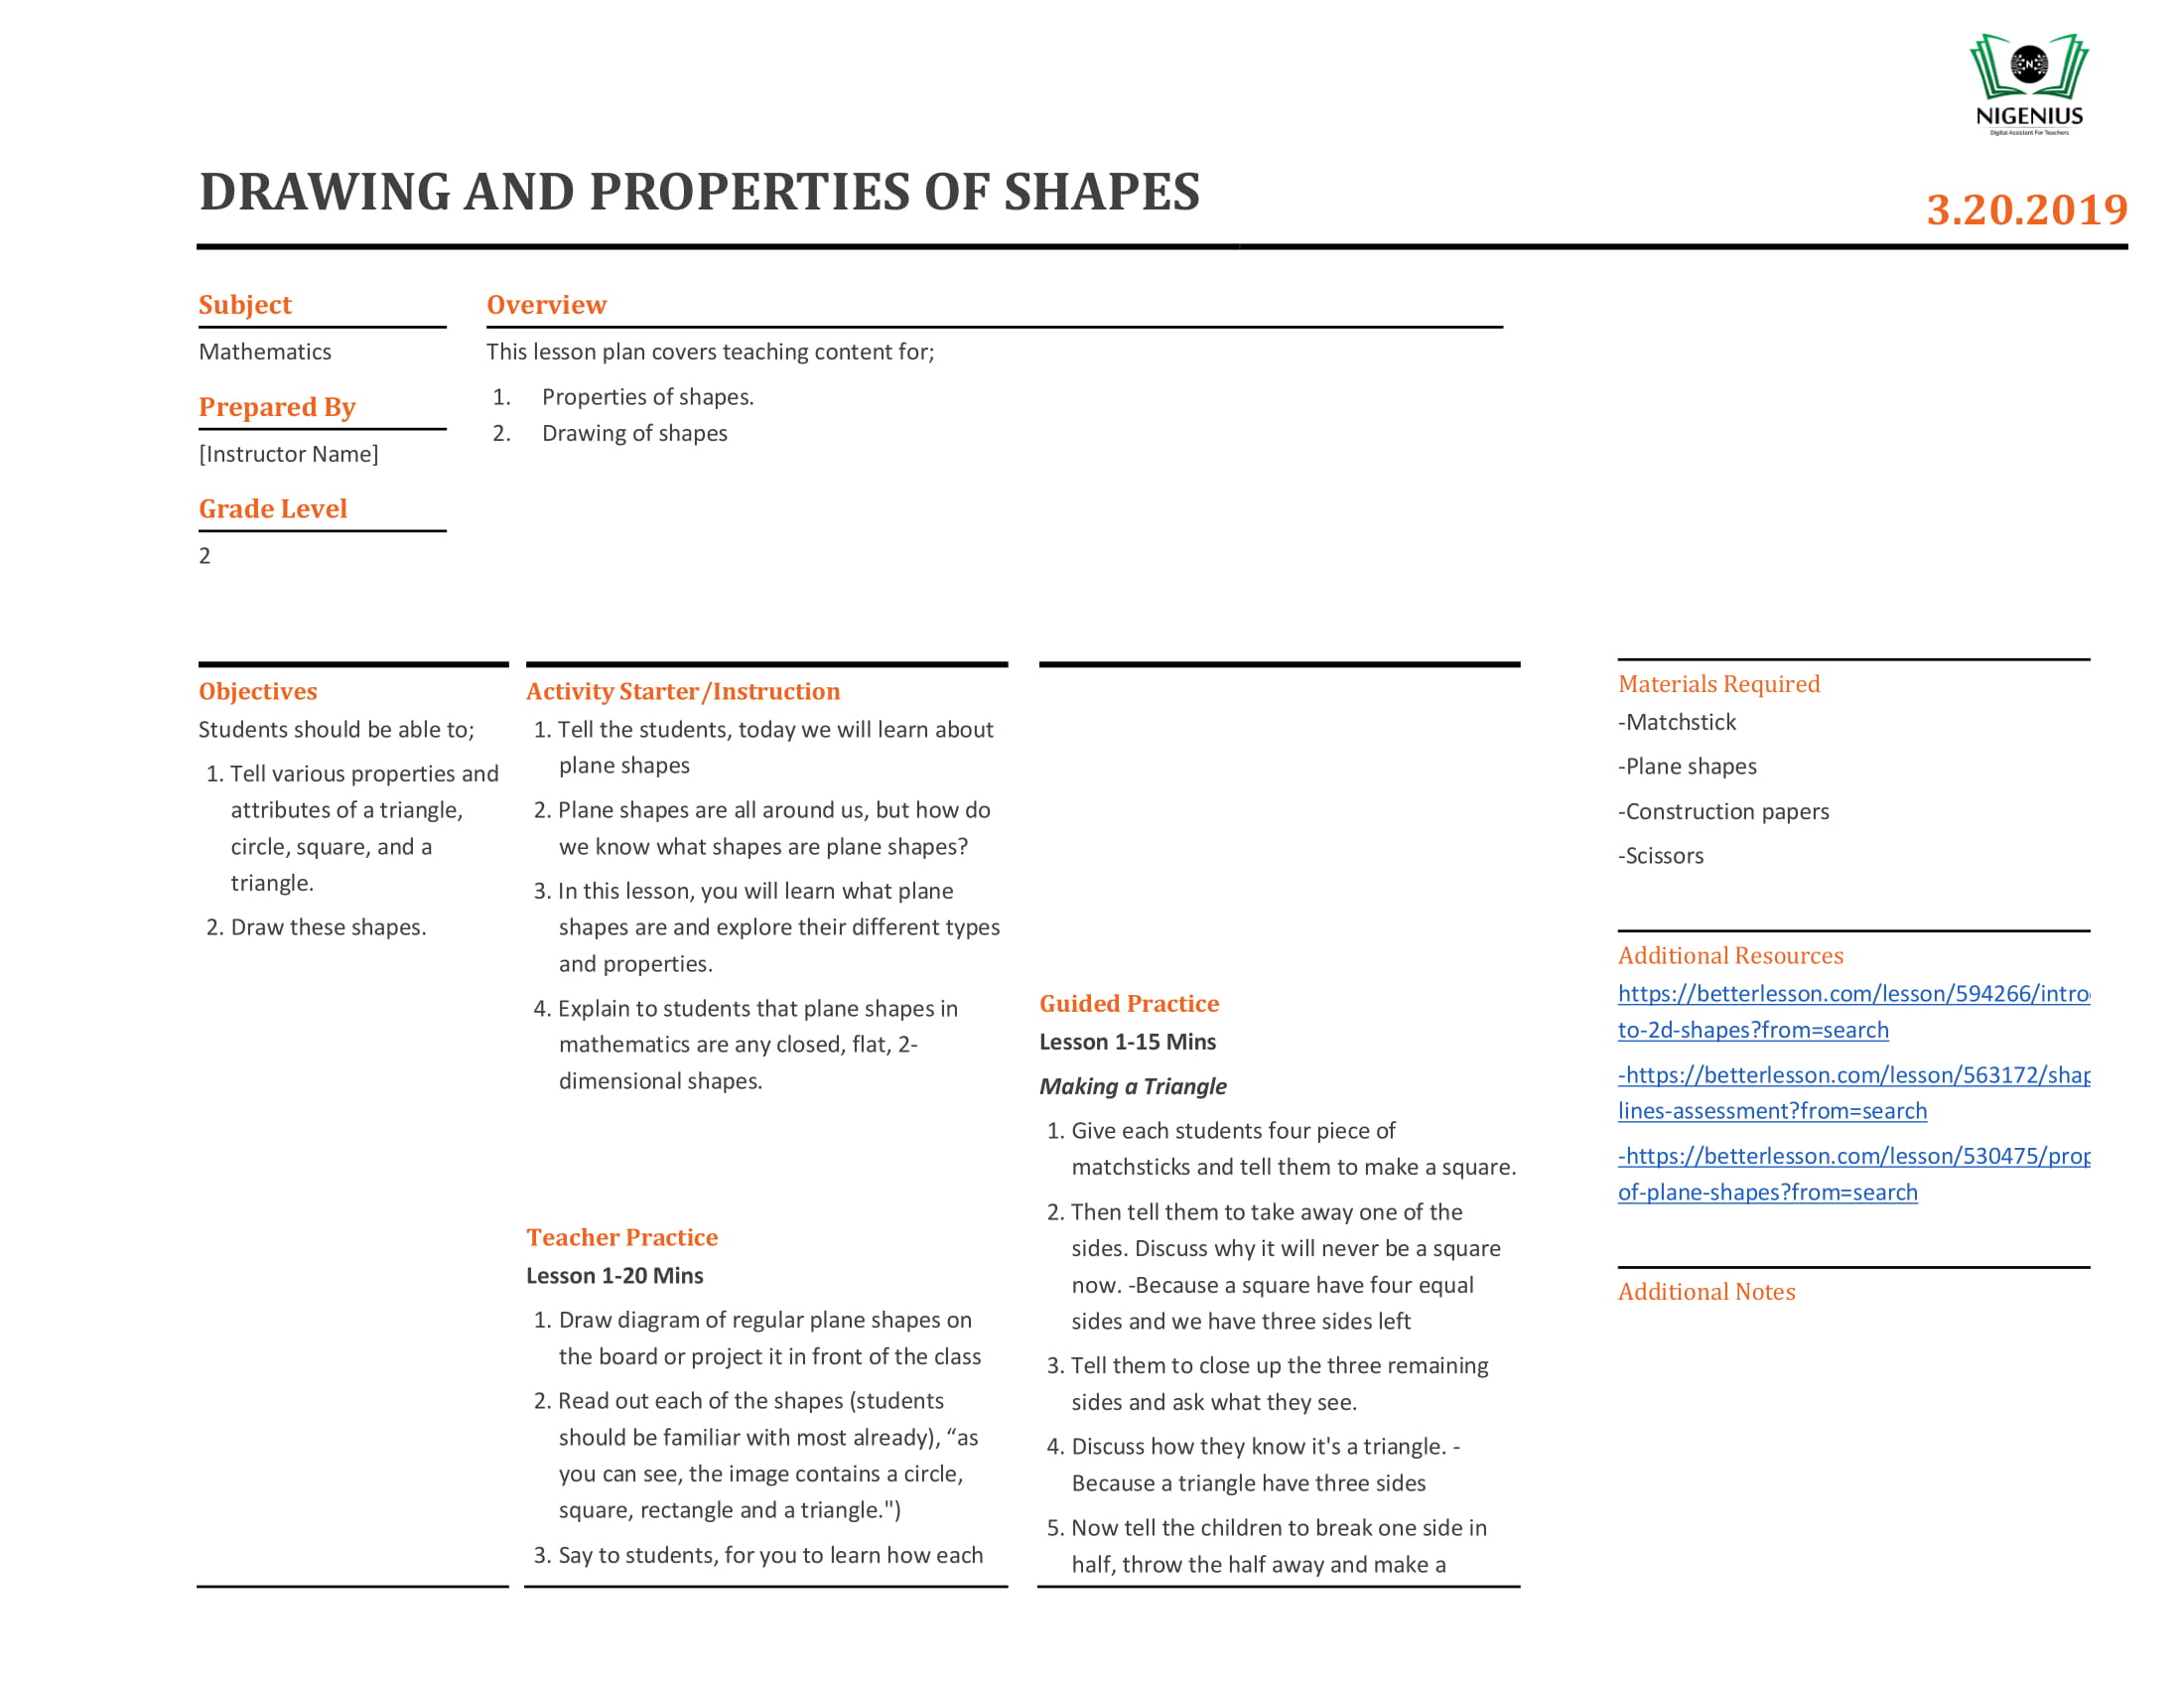 NIGENIUS
Digital Assistant For Teachers
DRAWING AND PROPERTIES OF SHAPES
3.20.2019
Subject
Mathematics
Prepared By
[Instructor Name]
Grade Level
2
Overview
This lesson plan covers teaching content for;
1. Properties of shapes.
2. Drawing of shapes
Objectives
Students should be able to;
1. Tell various properties and
attributes of a triangle,
circle, square, and a
triangle.
2. Draw these shapes.
Activity Starter/Instruction
1. Tell the students, today we will learn about
plane shapes
2. Plane shapes are all around us, but how do
we know what shapes are plane shapes?
3. In this lesson, you will learn what plane
shapes are and explore their different types
and properties.
4. Explain to students that plane shapes in
mathematics are any closed, flat, 2-
dimensional shapes.
Teacher Practice
Lesson 1-20 Mins
1. Draw diagram of regular plane shapes on
the board or project it in front of the class
2. Read out each of the shapes (students
should be familiar with most already), “as
you can see, the image contains a circle,
square, rectangle and a triangle.")
3. Say to students, for you to learn how each
Guided Practice
Lesson 1-15 Mins
Making a Triangle
1. Give each students four piece of
matchsticks and tell them to make a square.
2. Then tell them to take away one of the
sides. Discuss why it will never be a square
now. -Because a square have four equal
sides and we have three sides left
3. Tell them to close up the three remaining
sides and ask what they see.
4. Discuss how they know it's a triangle. -
Because a triangle have three sides
5. Now tell the children to break one side in
half, throw the half away and make a
Materials Required
-Matchstick
-Plane shapes
-Construction papers
-Scissors
Additional Resources
https://betterlesson.com/lesson/594266/intro
to-2d-shapes?from=search
-https://betterlesson.com/lesson/563172/shap
lines-assessment?from=search
-https://betterlesson.com/lesson/530475/prop
of-plane-shapes?from=search
Additional Notes